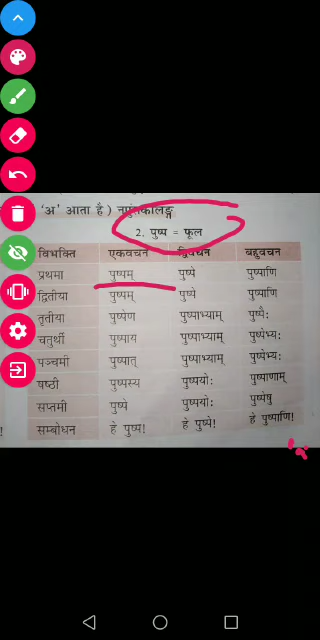 ‘अ’ आता है) नपुंसकलिङ्ग
2. पुष्प = फूल
विभक्ति एकवचन द्विवचन बहुवचन
प्रथमा पुष्पम् पुष्पे पुष्पाणि
द्वितीया पुष्पम् पुष्पे पुष्पाणि
तृतीया पुष्पेण पुष्पाभ्याम् पुष्पैः
चतुर्थी पुष्पाय पुष्पाभ्याम् पुष्पेभ्यः
पञ्चमी पुष्पात् पुष्पाभ्याम् पुष्पेभ्यः
षष्ठी पुष्पस्य पुष्पयोः पुष्पाणाम्
सप्तमी पुष्पे पुष्पयोः पुष्पेषु
सम्बोधन हे पुष्प! हे पुष्पे! हे पुष्पाणि!